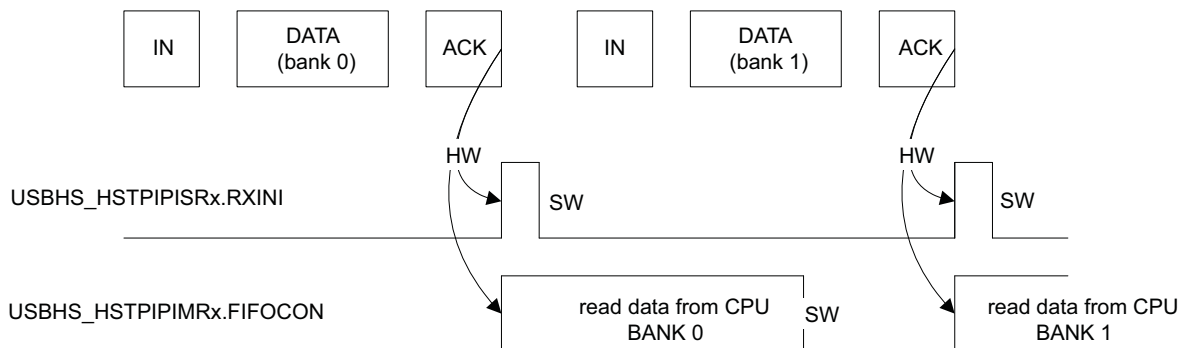 IN
DATA
(bank 0)
ACK
IN
DATA
(bank 1)
ACK
HW
HW
USBHS_HSTPIPISRx.RXINI
SW
SW
USBHS_HSTPIPIMRx.FIFOCON
read data from CPU
BANK 0
SW
read data from CPU
BANK 1